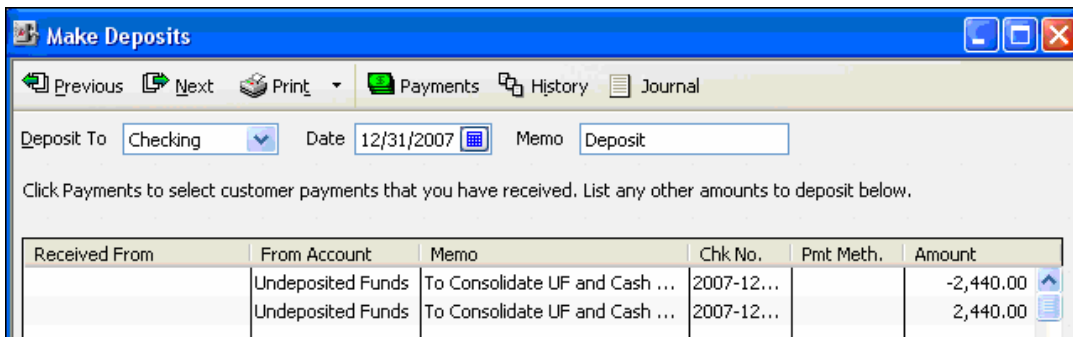 Make Deposits
Previous Next Print Payments History Journal
Deposit To Checking Date 12/31/2007 Memo Deposit
Click Payments to select customer payments that you have received. List any other amounts to deposit below.
Received From From Account Memo Chk No. Pmt Meth. Amount
Undeposited Funds To Consolidate UF and Cash ... 2007-12... -2,440.00
Undeposited Funds To Consolidate UF and Cash ... 2007-12... 2,440.00